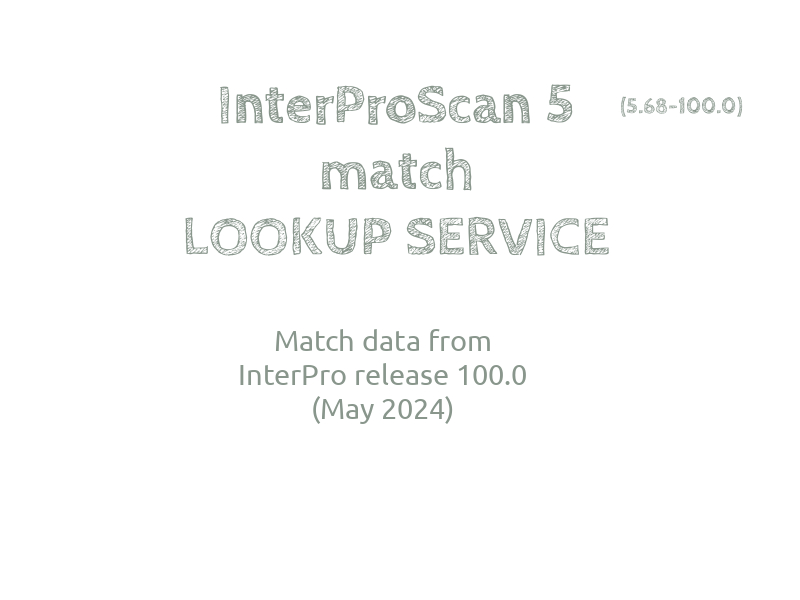 InterProScan 5 (5.68-100.0)
match
LOOKUP SERVICE
Match data from
InterPro release 100.0
(May 2024)